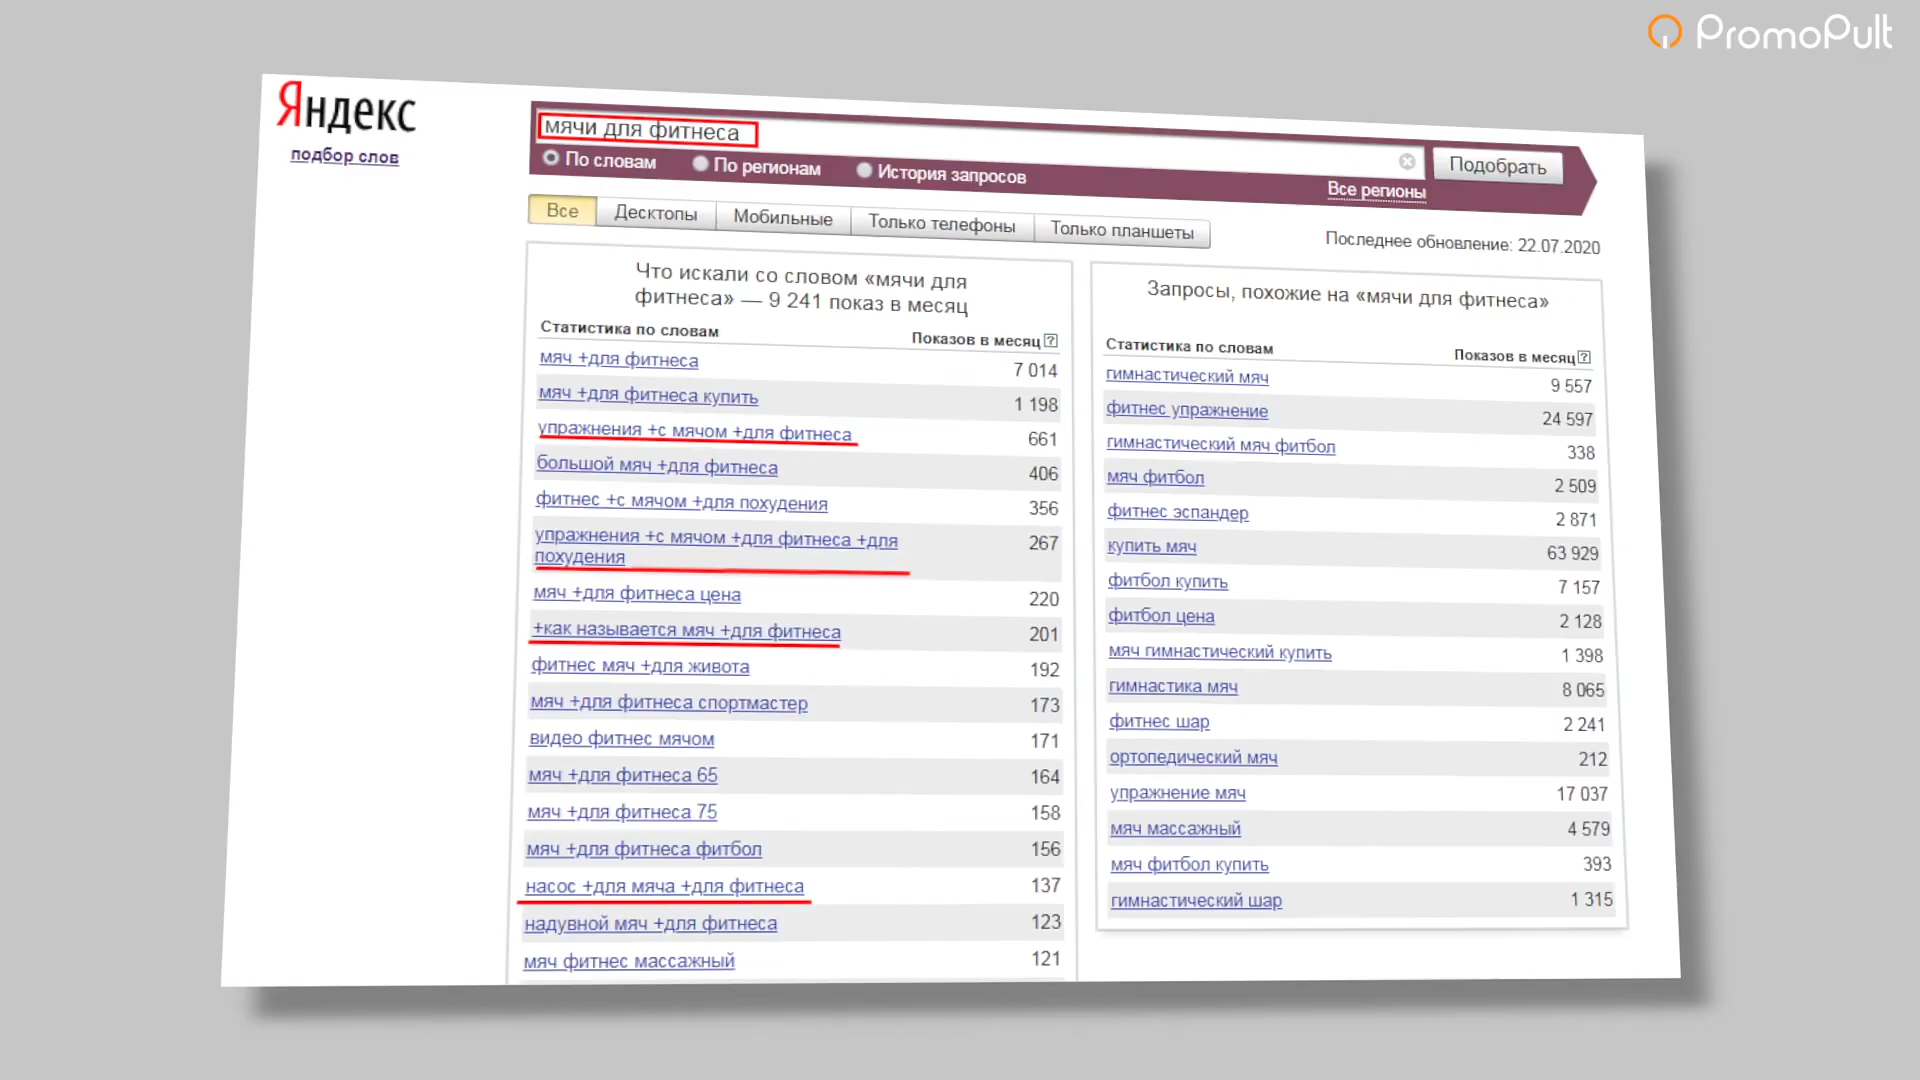 PromoPult
Яндекс
подбор слов
мячи для фитнеса
Подобрать
По словам
По регионам
История запросов
Все регионы
Все
Десктопы
Мобильные
Только телефоны
Только планшеты
Последнее обновление: 22.07.2020
Что искали со словом «мячи для
фитнеса» — 9 241 показ в месяц
Статистика по словам
Показов в месяц ?
мяч +для фитнеса 7 014
мяч +для фитнеса купить 1 198
упражнения +с мячом +для фитнеса 661
большой мяч +для фитнеса 406
фитнес +с мячом +для похудения 356
упражнения +с мячом +для фитнеса +для 267
похудения
мяч +для фитнеса цена 220
+как называется мяч +для фитнеса 201
фитнес мяч +для живота 192
мяч +для фитнеса спортмастер 173
видео фитнес мячом 171
мяч +для фитнеса 65 164
мяч +для фитнеса 75 158
мяч +для фитнеса фитбол 156
насос +для мяча +для фитнеса 137
надувной мяч +для фитнеса 123
мяч фитнес массажный 121
Запросы, похожие на «мячи для фитнеса»
Статистика по словам
Показов в месяц ?
гимнастический мяч 9 557
фитнес упражнение 24 597
гимнастический мяч фитбол 338
мяч фитбол 2 509
фитнес эспандер 2 871
купить мяч 63 929
фитбол купить 7 157
фитбол цена 2 128
мяч гимнастический купить 1 398
гимнастика мяч 8 065
фитнес шар 2 241
ортопедический мяч 212
упражнение мяч 17 037
мяч массажный 4 579
мяч фитбол купить 393
гимнастический шар 1 315